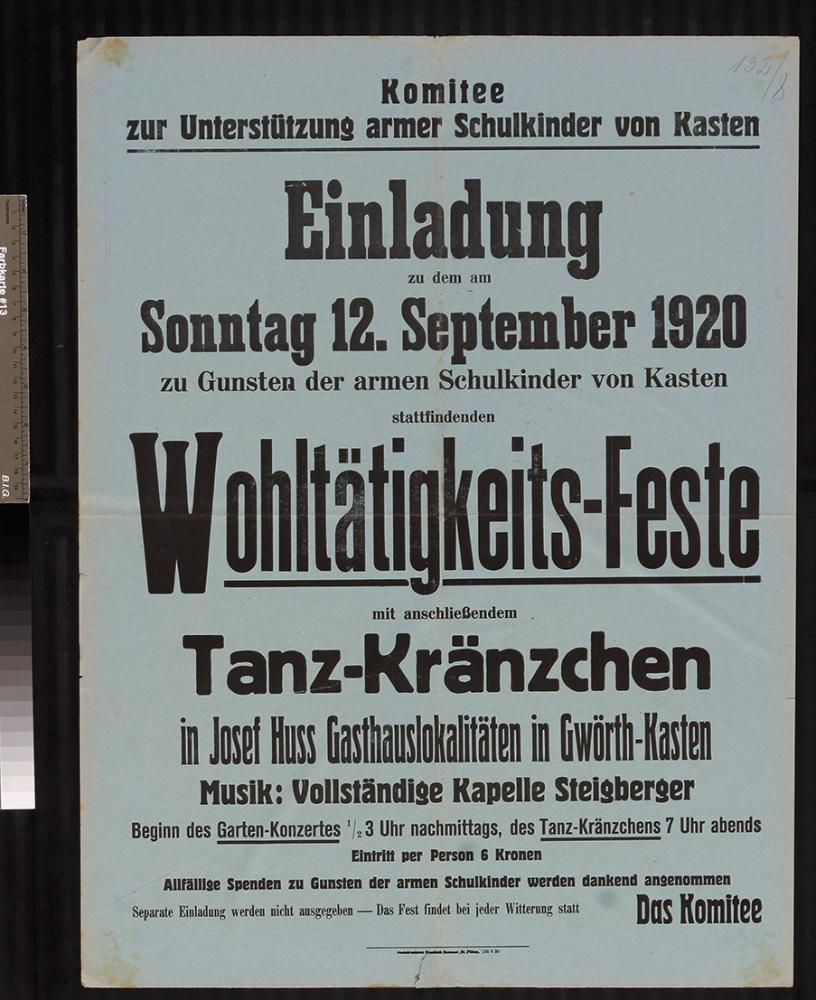 Komitee
zur Unterstützung armer Schulkinder von Kasten
Einladung
zu dem am
Sonntag 12. September 1920
zu Gunsten der armen Schulkinder von Kasten
stattfindenden
Wohltätigkeits-Feste
mit anschließendem
Tanz-Kränzchen
in Josef Huss Gasthauslokalitäten in Gwörth-Kasten
Musik: Vollständige Kapelle Steigberger
Beginn des Garten-Konzertes 1/2 3 Uhr nachmittags, des Tanz-Kränzchens 7 Uhr abends
Eintritt per Person 6 Kronen
Allfällige Spenden zu Gunsten der armen Schulkinder werden dankend angenommen
Separate Einladung werden nicht ausgegeben — Das Fest findet bei jeder Witterung statt
Das Komitee
Farbkarte #13
B.I.G.